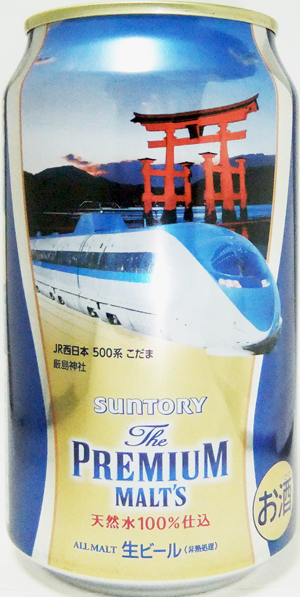 JR西日本 500系 こだま
厳島神社
SUNTORY
The
PREMIUM
MALT'S
天然水100%仕込
お酒
ALL MALT 生ビール (非熱処理)